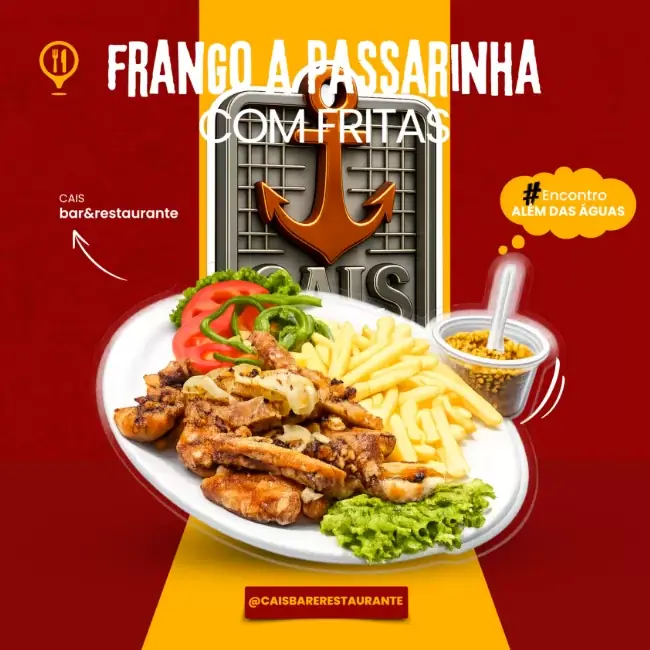 FRANGO A PASSARINHA
COM FRITAS
CAIS
bar&restaurante
#Encontro
ALÉM DAS ÁGUAS
CAIS
@CAISBARERESTAURANTE